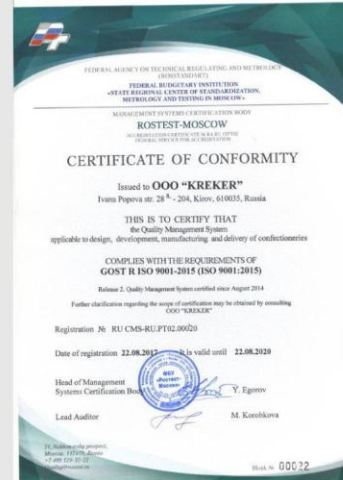 FEDERAL AGENCY ON TECHNICAL REGULATING AND METROLOGY
(ROSSTANDART)
FEDERAL BUDGETARY INSTITUTION
«STATE REGIONAL CENTER OF STANDARDIZATION,
METROLOGY AND TESTING IN MOSCOW»
MANAGEMENT SYSTEMS CERTIFICATION BODY
ROSTEST-MOSCOW
FEDERAL SERVICE FOR ACCREDITATION
CERTIFICATE OF CONFORMITY
Issued to OOO “KREKER”
Ivana Popova str. 28 - 204, Kirov, 610035, Russia
THIS IS TO CERTIFY THAT
the Quality Management System
applicable to design, development, manufacturing and delivery of confectioneries
COMPLIES WITH THE REQUIREMENTS OF
GOST R ISO 9001-2015 (ISO 9001:2015)
Release 2. Quality Management System certified since August 2014
Further clarification regarding the scope of certification may be obtained by consulting
OOO “KREKER”
Registration № RU CMS-RU.PT02.00020
Date of registration 22.08.2017 It is valid until 22.08.2020
Head of Management
Systems Certification Body
Y. Egorov
Lead Auditor
M. Korobkova
00022